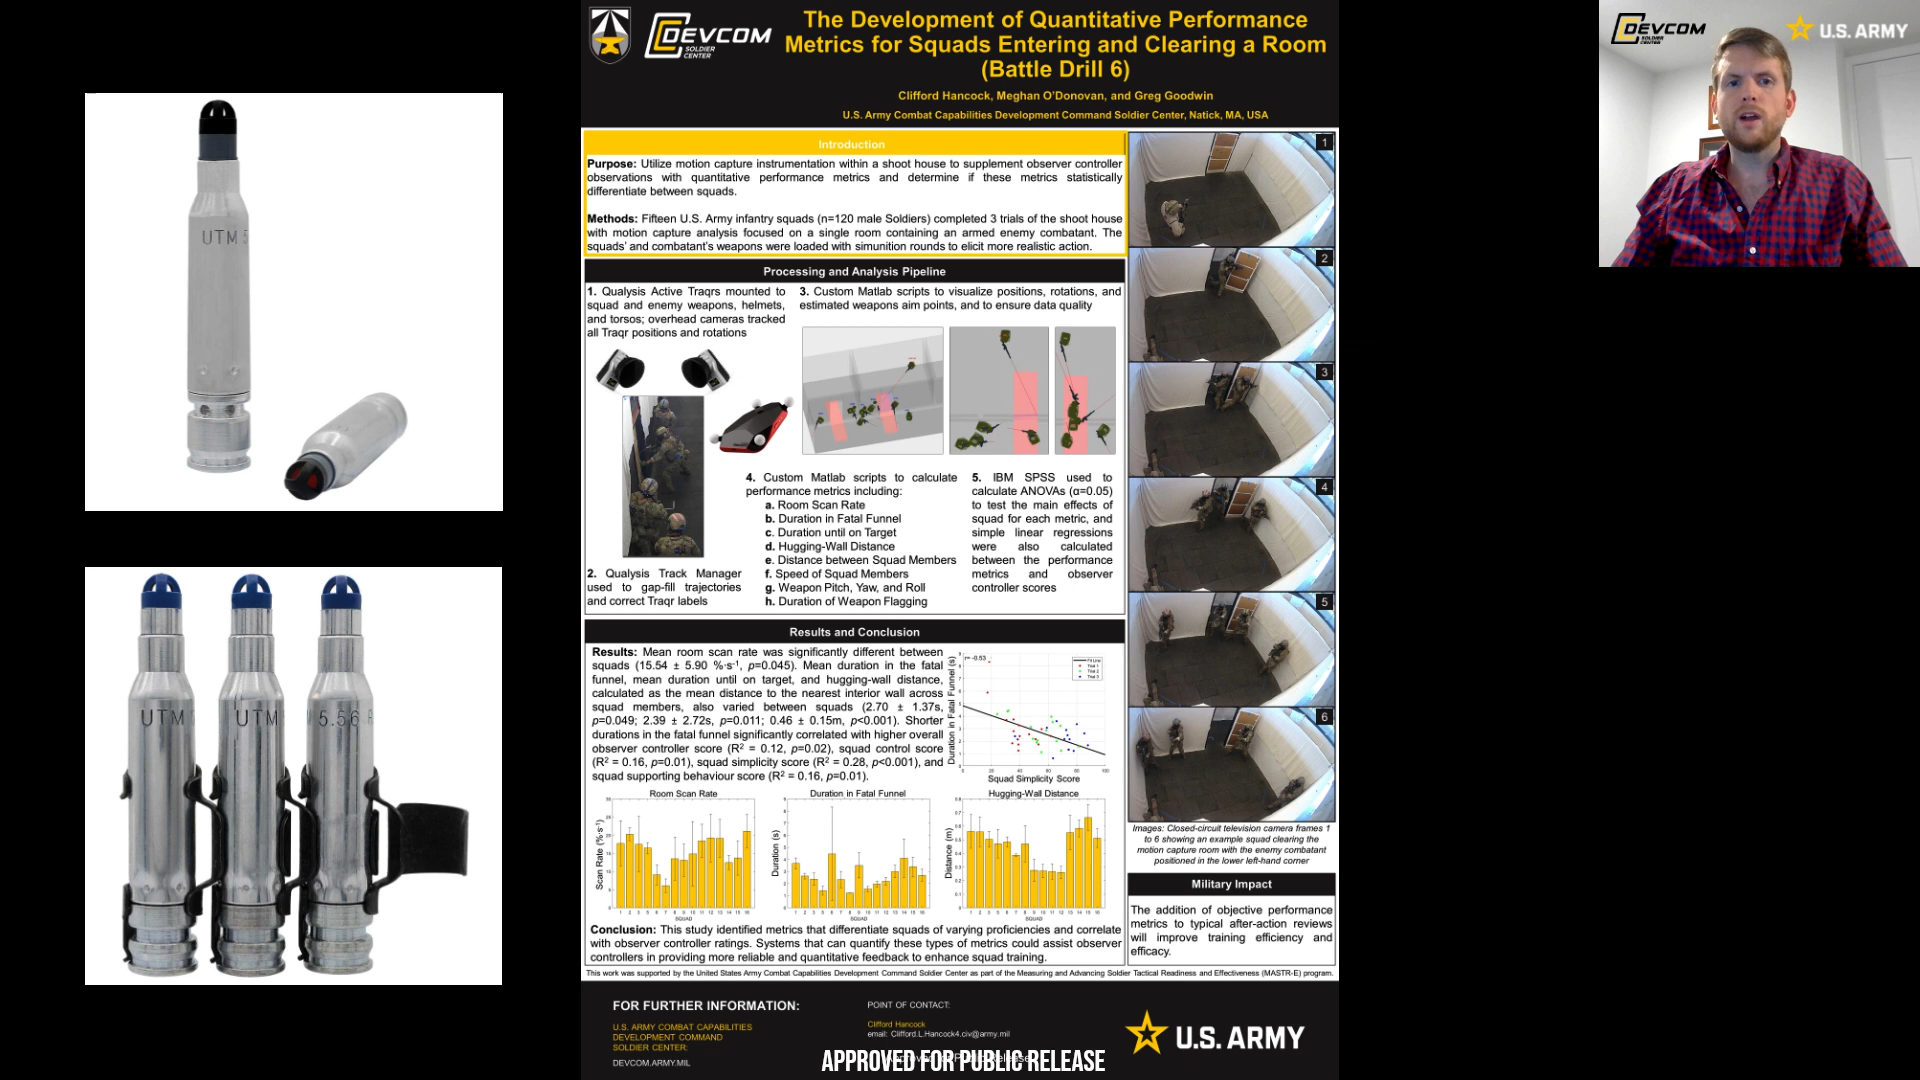 UTM 5
UTM
UTM
5.56
DEVCOM
SOLDIER
CENTER
The Development of Quantitative Performance
Metrics for Squads Entering and Clearing a Room
(Battle Drill 6)
Clifford Hancock, Meghan O'Donovan, and Greg Goodwin
U.S. Army Combat Capabilities Development Command Soldier Center, Natick, MA, USA
Introduction
Purpose: Utilize motion capture instrumentation within a shoot house to supplement observer controller
observations with quantitative performance metrics and determine if these metrics statistically
differentiate between squads.
Methods: Fifteen U.S. Army infantry squads (n=120 male Soldiers) completed 3 trials of the shoot house
with motion capture analysis focused on a single room containing an armed enemy combatant. The
squads' and combatant's weapons were loaded with simunition rounds to elicit more realistic action.
Processing and Analysis Pipeline
1. Qualysis Active Traqrs mounted to
squad and enemy weapons, helmets,
and torsos; overhead cameras tracked
all Traqr positions and rotations
3. Custom Matlab scripts to visualize positions, rotations, and
estimated weapons aim points, and to ensure data quality
2. Qualysis Track Manager
used to gap-fill trajectories
and correct Traqr labels
4. Custom Matlab scripts to calculate
performance metrics including:
a. Room Scan Rate
b. Duration in Fatal Funnel
c. Duration until on Target
d. Hugging-Wall Distance
e. Distance between Squad Members
f. Speed of Squad Members
g. Weapon Pitch, Yaw, and Roll
h. Duration of Weapon Flagging
5. IBM SPSS used to
calculate ANOVAs (α=0.05)
to test the main effects of
squad for each metric, and
simple linear regressions
were also calculated
between the performance
metrics and observer
controller scores
Results and Conclusion
Results: Mean room scan rate was significantly different between
squads (15.54 ± 5.90 %·s⁻¹, p=0.045). Mean duration in the fatal
funnel, mean duration until on target, and hugging-wall distance,
calculated as the mean distance to the nearest interior wall across
squad members, also varied between squads (2.70 ± 1.37s,
p=0.049; 2.39 ± 2.72s, p=0.011; 0.46 ± 0.15m, p<0.001). Shorter
durations in the fatal funnel significantly correlated with higher overall
observer controller score (R² = 0.12, p=0.02), squad control score
(R² = 0.16, p=0.01), squad simplicity score (R² = 0.28, p<0.001), and
squad supporting behaviour score (R² = 0.16, p=0.01).
r= -0.53
Fit Line
Trial 1
Trial 2
Trial 3
Duration in Fatal Funnel (s)
Squad Simplicity Score
Room Scan Rate
Scan Rate (%·s⁻¹)
SQUAD
Duration in Fatal Funnel
Duration (s)
SQUAD
Hugging-Wall Distance
Distance (m)
SQUAD
Conclusion: This study identified metrics that differentiate squads of varying proficiencies and correlate
with observer controller ratings. Systems that can quantify these types of metrics could assist observer
controllers in providing more reliable and quantitative feedback to enhance squad training.
1
2
3
4
5
6
Images: Closed-circuit television camera frames 1
to 6 showing an example squad clearing the
motion capture room with the enemy combatant
positioned in the lower left-hand corner
Military Impact
The addition of objective performance
metrics to typical after-action reviews
will improve training efficiency and
efficacy.
This work was supported by the United States Army Combat Capabilities Development Command Soldier Center as part of the Measuring and Advancing Soldier Tactical Readiness and Effectiveness (MASTR-E) program.
FOR FURTHER INFORMATION:
U.S. ARMY COMBAT CAPABILITIES
DEVELOPMENT COMMAND
SOLDIER CENTER:
DEVCOM.ARMY.MIL
POINT OF CONTACT:
Clifford Hancock
email: Clifford.L.Hancock4.civ@army.mil
APPROVED FOR PUBLIC RELEASE
U.S. ARMY
DEVCOM
SOLDIER
CENTER
U.S. ARMY